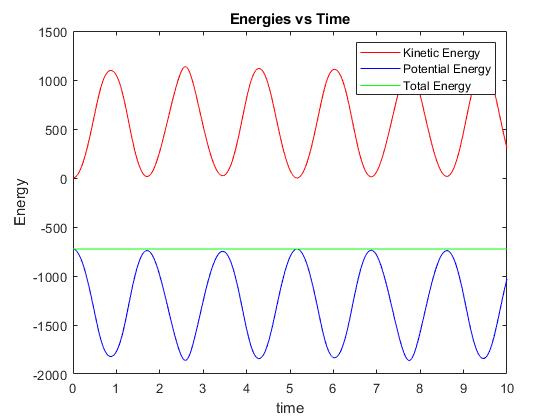 Energies vs Time
1500
1000
500
0
-500
-1000
-1500
-2000
Energy
Kinetic Energy
Potential Energy
Total Energy
0 1 2 3 4 5 6 7 8 9 10
time